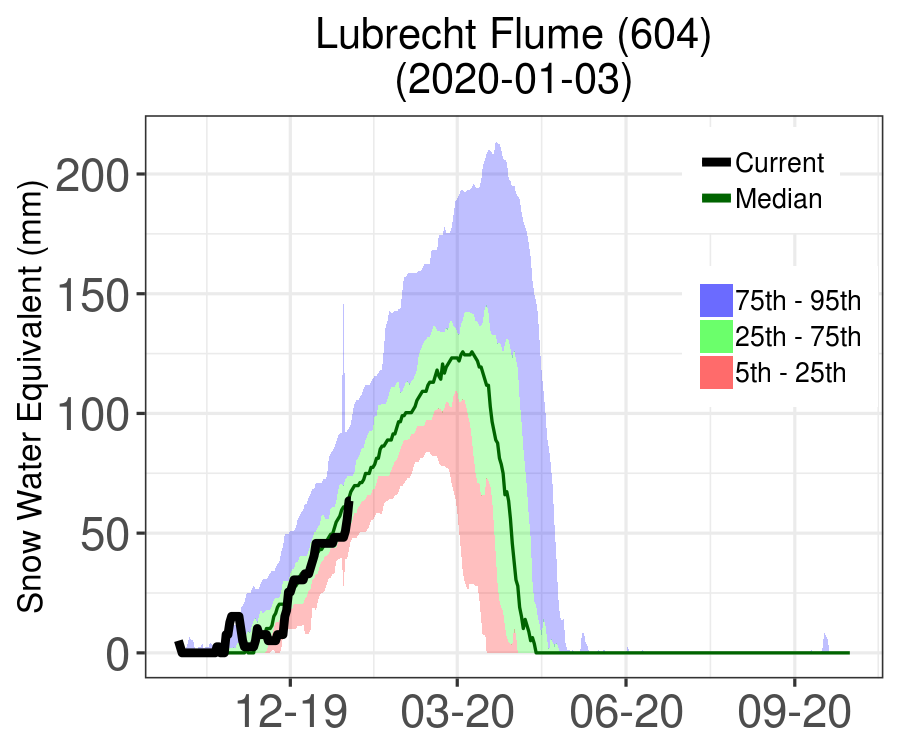 Lubrecht Flume (604)
(2020-01-03)
Snow Water Equivalent (mm)
200
150
100
50
0
Current
Median
75th - 95th
25th - 75th
5th - 25th
12-19 03-20 06-20 09-20